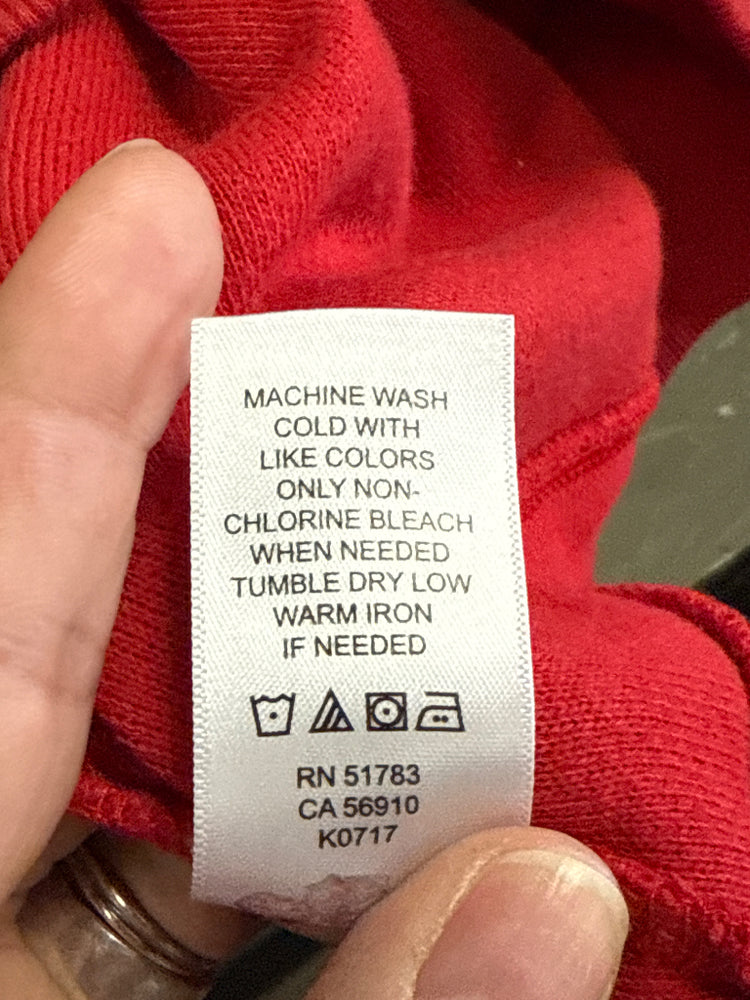 MACHINE WASH
COLD WITH
LIKE COLORS
ONLY NON-
CHLORINE BLEACH
WHEN NEEDED
TUMBLE DRY LOW
WARM IRON
IF NEEDED
RN 51783
CA 56910
K0717